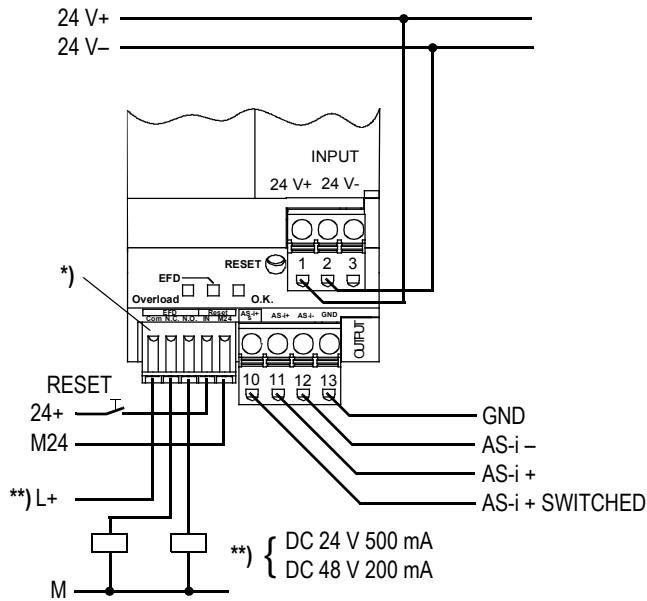 24 V+
24 V–
INPUT
24 V+ 24 V-
1 2 3
RESET
*)
EFD
Overload
O.K.
EFD Reset
Com N.C. N.O. IN M24
AS-i+ S AS-i+ AS-i- GND
OUTPUT
10 11 12 13
RESET
24+
M24
GND
AS-i –
AS-i +
AS-i + SWITCHED
**) L+
**) { DC 24 V 500 mA
DC 48 V 200 mA
M